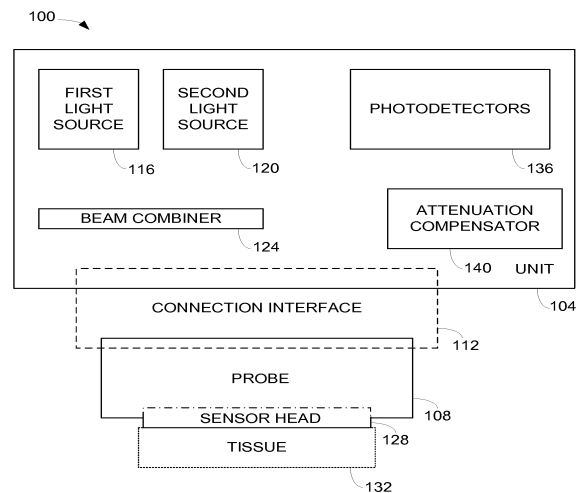 100
FIRST
LIGHT
SOURCE
116
SECOND
LIGHT
SOURCE
120
PHOTODETECTORS
136
BEAM COMBINER
124
ATTENUATION
COMPENSATOR
140
UNIT
104
CONNECTION INTERFACE
112
PROBE
108
SENSOR HEAD
128
TISSUE
132